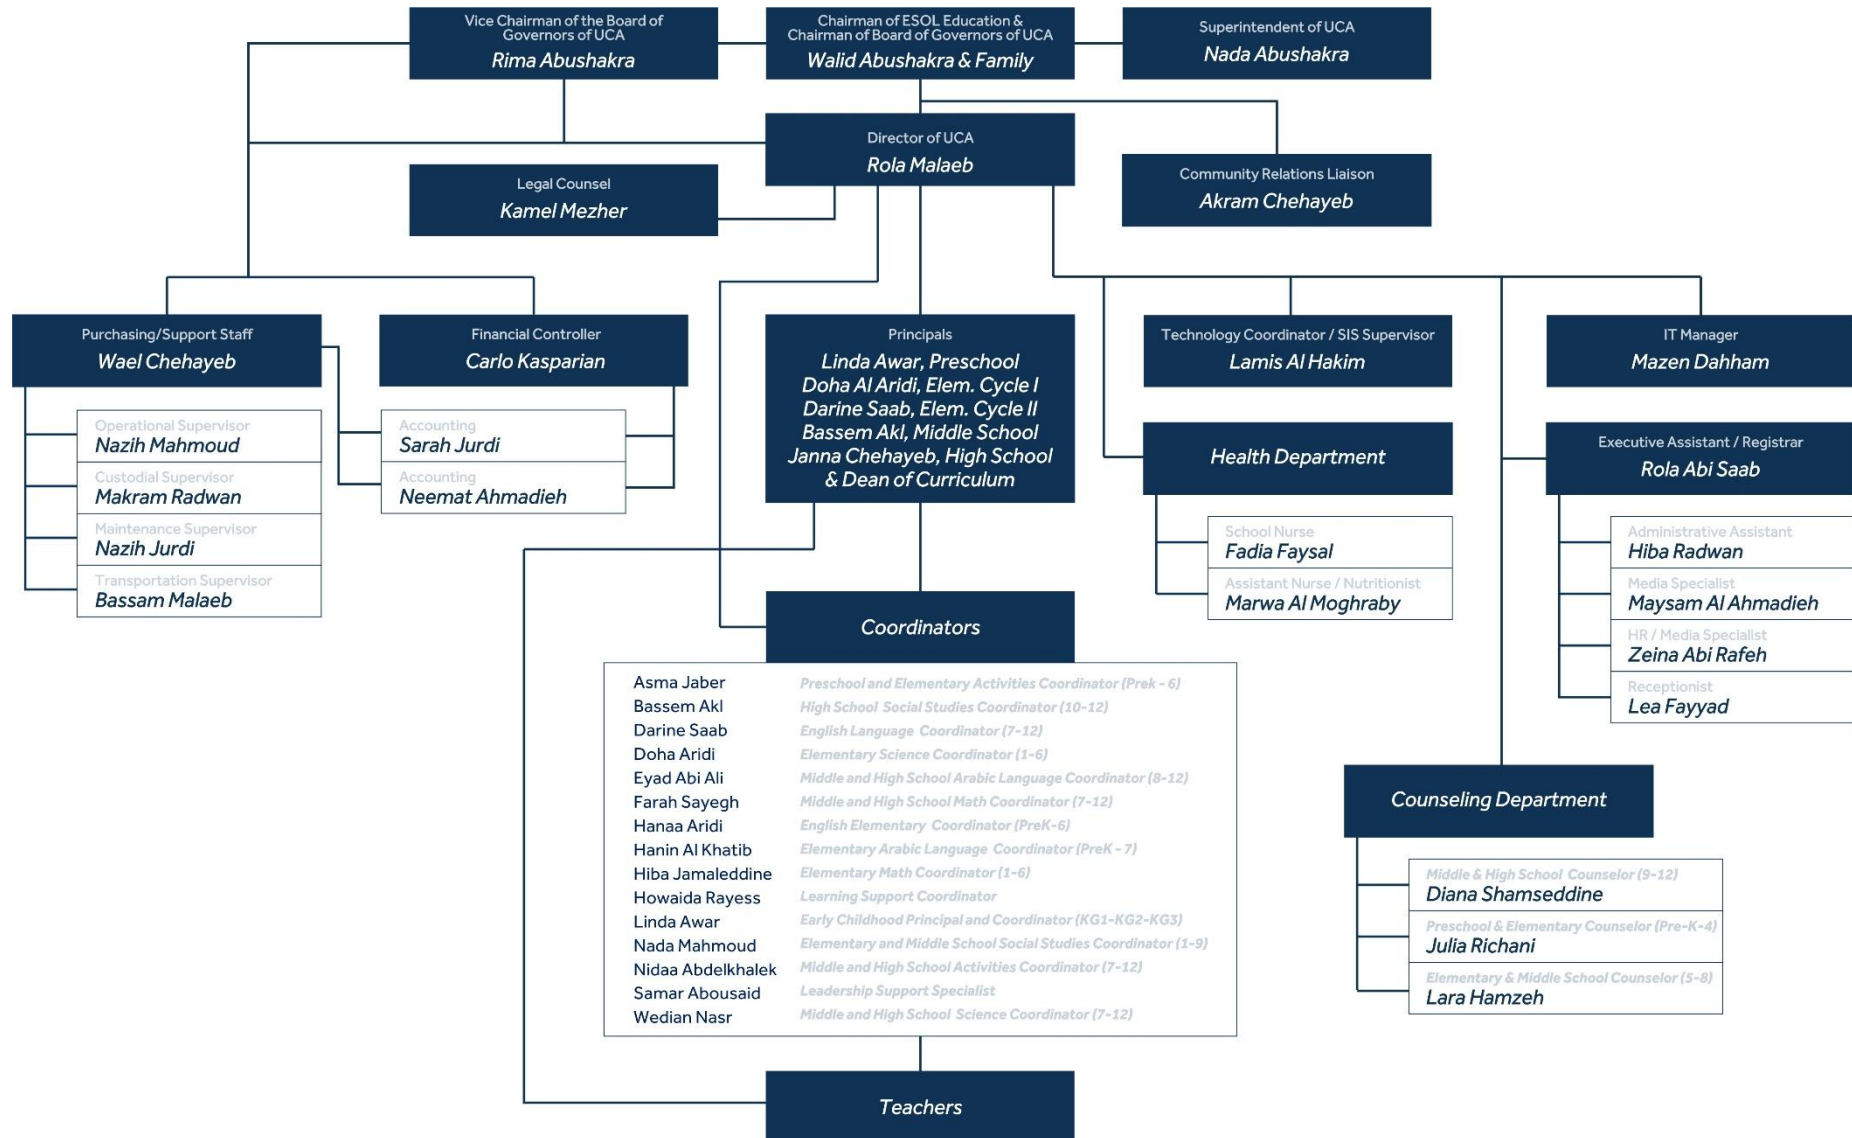 Vice Chairman of the Board of
Governors of UCA
Rima Abushakra
Chairman of ESOL Education &
Chairman of Board of Governors of UCA
Walid Abushakra & Family
Superintendent of UCA
Nada Abushakra
Director of UCA
Rola Malaeb
Legal Counsel
Kamel Mezher
Community Relations Liaison
Akram Chehayeb
Purchasing/Support Staff
Wael Chehayeb
Operational Supervisor
Nazih Mahmoud
Custodial Supervisor
Makram Radwan
Maintenance Supervisor
Nazih Jurdi
Transportation Supervisor
Bassam Malaeb
Financial Controller
Carlo Kasparian
Accounting
Sarah Jurdi
Accounting
Neemat Ahmadieh
Principals
Linda Awar, Preschool
Doha Al Aridi, Elem. Cycle I
Darine Saab, Elem. Cycle II
Bassem Akl, Middle School
Janna Chehayeb, High School
& Dean of Curriculum
Technology Coordinator / SIS Supervisor
Lamis Al Hakim
IT Manager
Mazen Dahham
Health Department
School Nurse
Fadia Faysal
Assistant Nurse / Nutritionist
Marwa Al Moghraby
Executive Assistant / Registrar
Rola Abi Saab
Administrative Assistant
Hiba Radwan
Media Specialist
Maysam Al Ahmadieh
HR / Media Specialist
Zeina Abi Rafeh
Receptionist
Lea Fayyad
Coordinators
Asma Jaber Preschool and Elementary Activities Coordinator (Prek - 6)
Bassem Akl High School Social Studies Coordinator (10-12)
Darine Saab English Language Coordinator (7-12)
Doha Aridi Elementary Science Coordinator (1-6)
Eyad Abi Ali Middle and High School Arabic Language Coordinator (8-12)
Farah Sayegh Middle and High School Math Coordinator (7-12)
Hanaa Aridi English Elementary Coordinator (PreK-6)
Hanin Al Khatib Elementary Arabic Language Coordinator (PreK - 7)
Hiba Jamaleddine Elementary Math Coordinator (1-6)
Howaida Rayess Learning Support Coordinator
Linda Awar Early Childhood Principal and Coordinator (KG1-KG2-KG3)
Nada Mahmoud Elementary and Middle School Social Studies Coordinator (1-9)
Nidaa Abdelkhalek Middle and High School Activities Coordinator (7-12)
Samar Abousaid Leadership Support Specialist
Wedian Nasr Middle and High School Science Coordinator (7-12)
Counseling Department
Middle & High School Counselor (9-12)
Diana Shamseddine
Preschool & Elementary Counselor (Pre-K-4)
Julia Richani
Elementary & Middle School Counselor (5-8)
Lara Hamzeh
Teachers